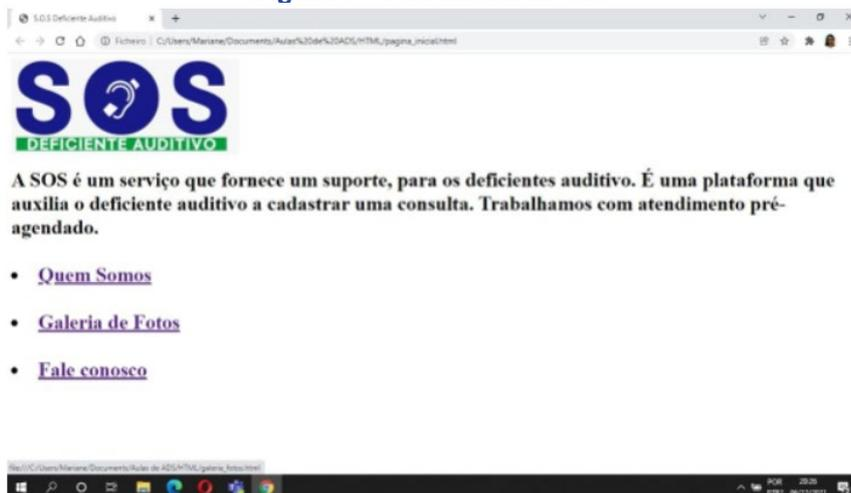 S.O.S Deficiente Auditivo
Ficheiro | C:/Users/Mariane/Documents/Aulas%20de%20ADS/HTML/pagina_inicial.html
SOS
DEFICIENTE AUDITIVO
A SOS é um serviço que fornece um suporte, para os deficientes auditivo. É uma plataforma que
auxilia o deficiente auditivo a cadastrar uma consulta. Trabalhamos com atendimento pré-
agendado.
• Quem Somos
• Galeria de Fotos
• Fale conosco
file:///C:/Users/Mariane/Documents/Aulas de ADS/HTML/galeria_fotos.html
POR 20:26